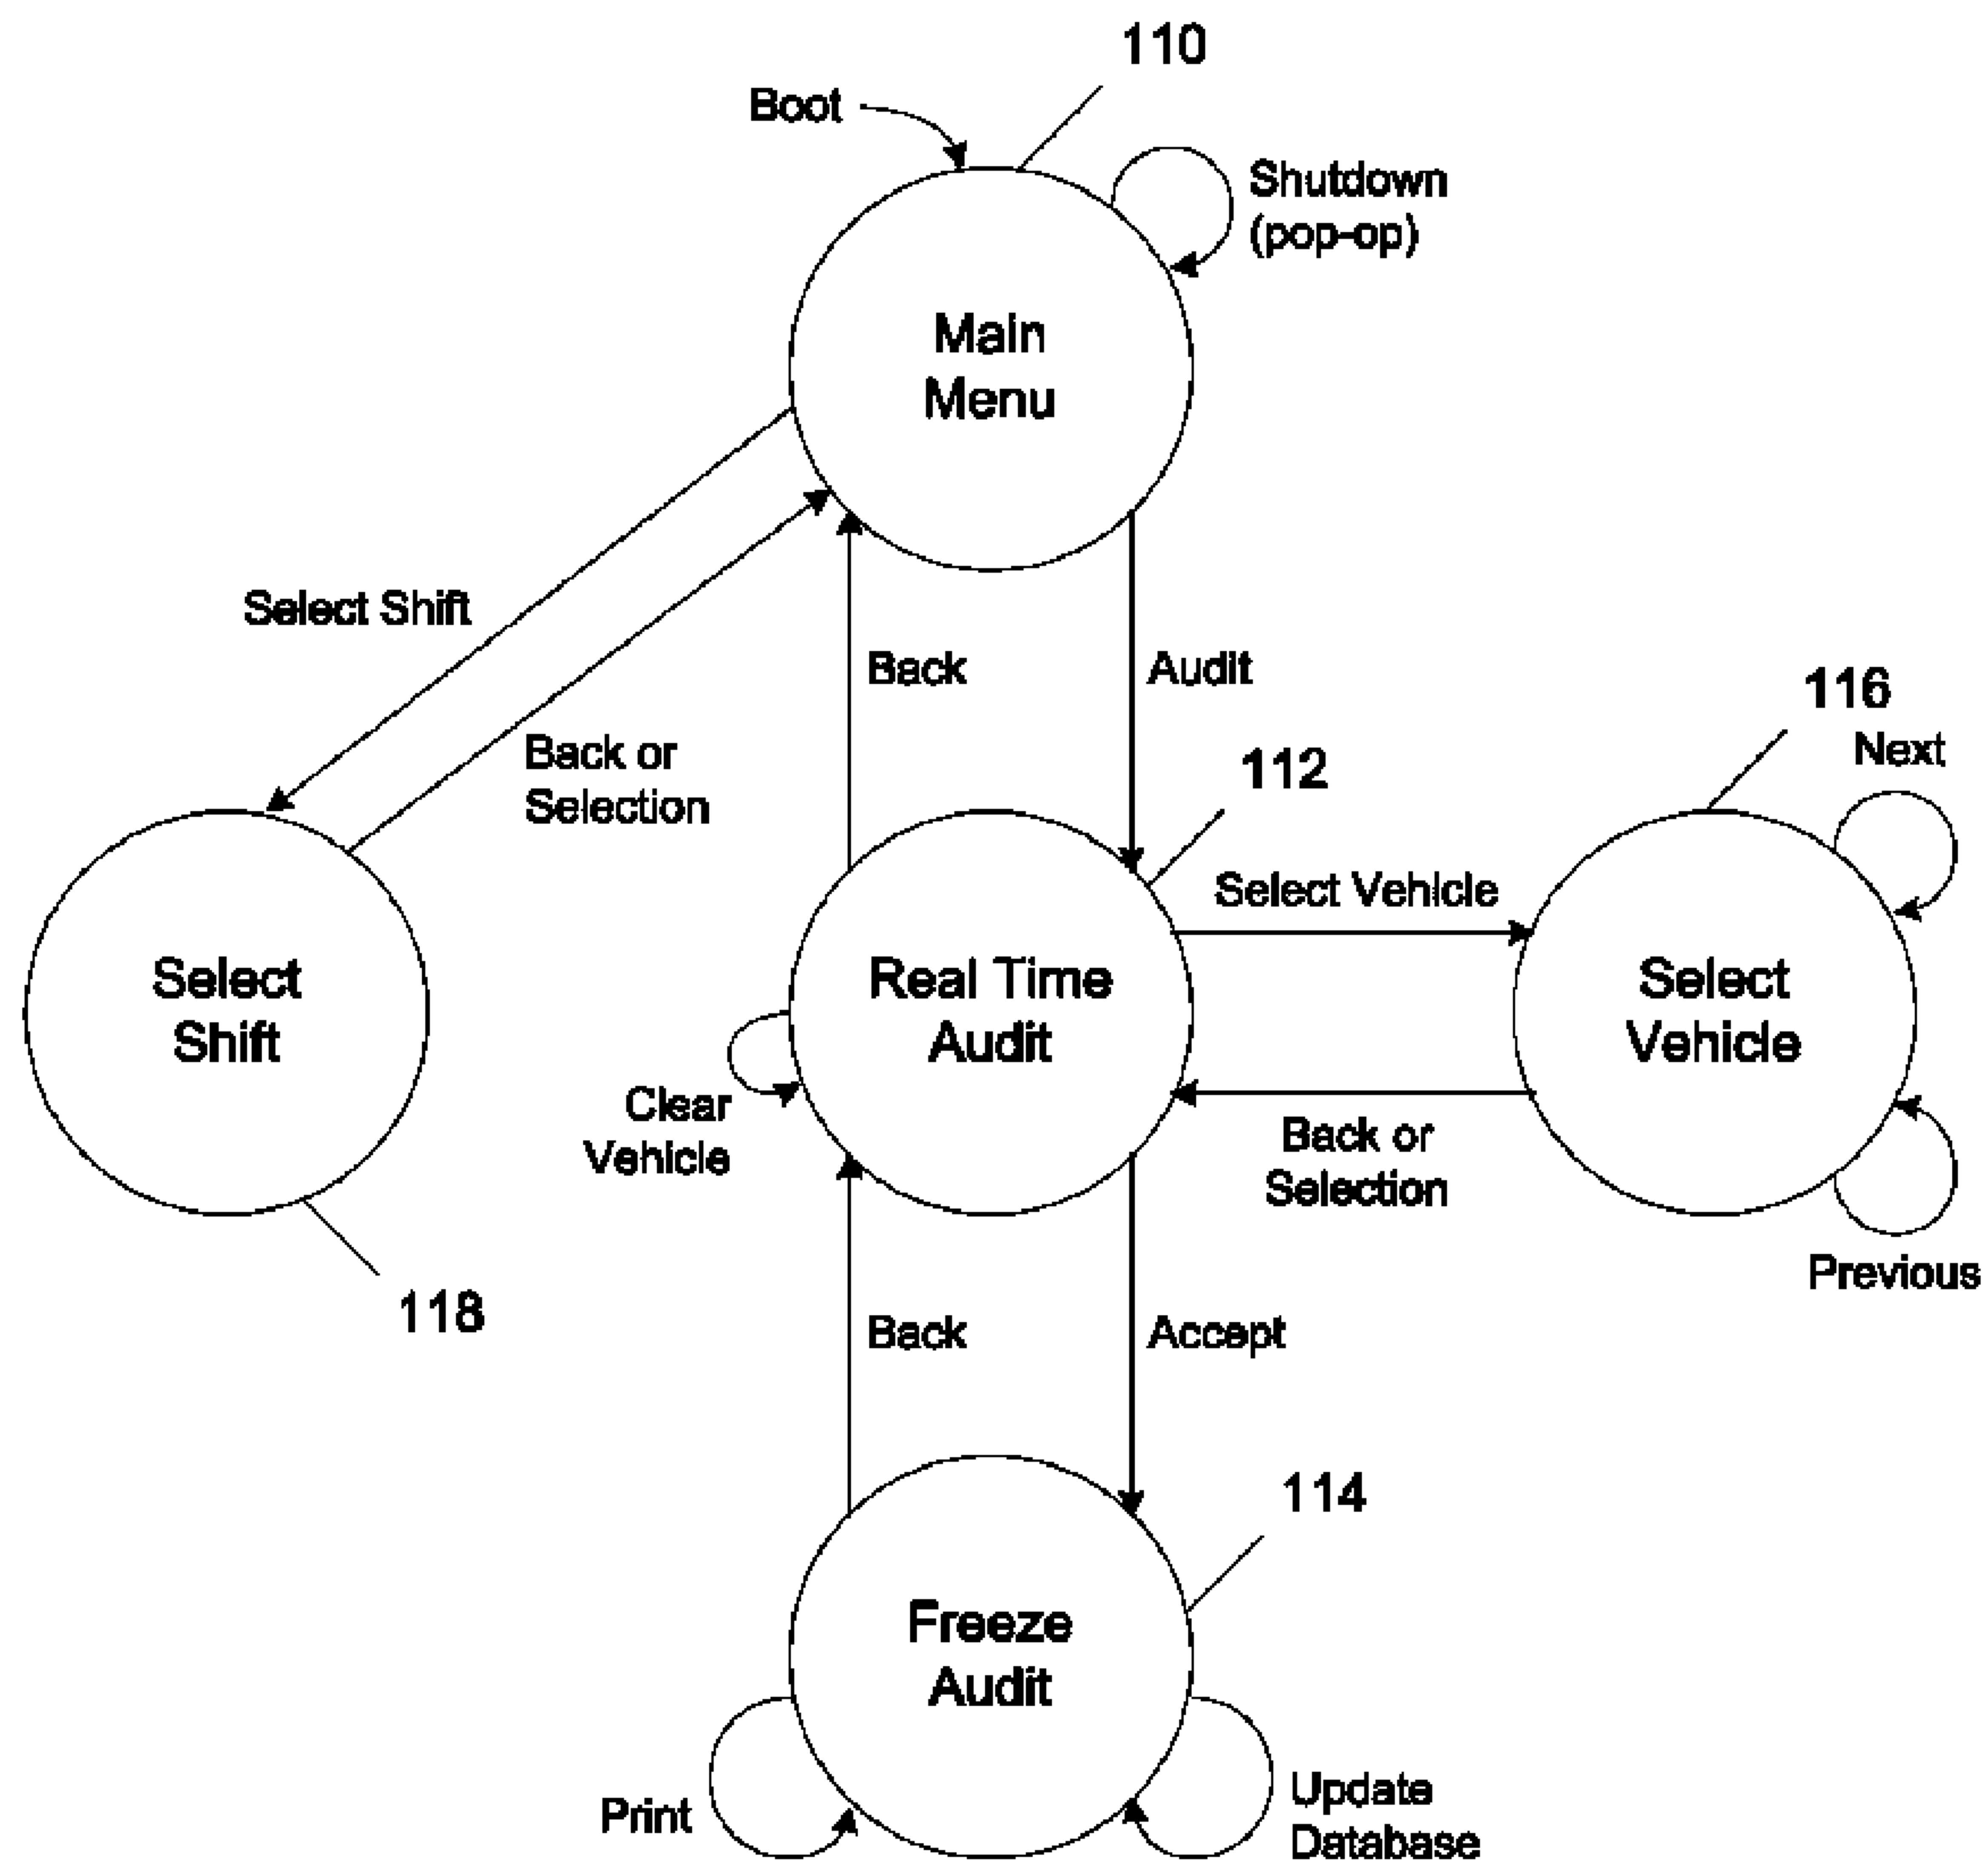 110
Boot
Shutdown
(pop-op)
Main
Menu
Select Shift
Back
Audit
116
Next
Back or
Selection
112
Select Vehicle
Select
Shift
Real Time
Audit
Select
Vehicle
Clear
Vehicle
Back or
Selection
Previous
118
Back
Accept
114
Freeze
Audit
Print
Update
Database